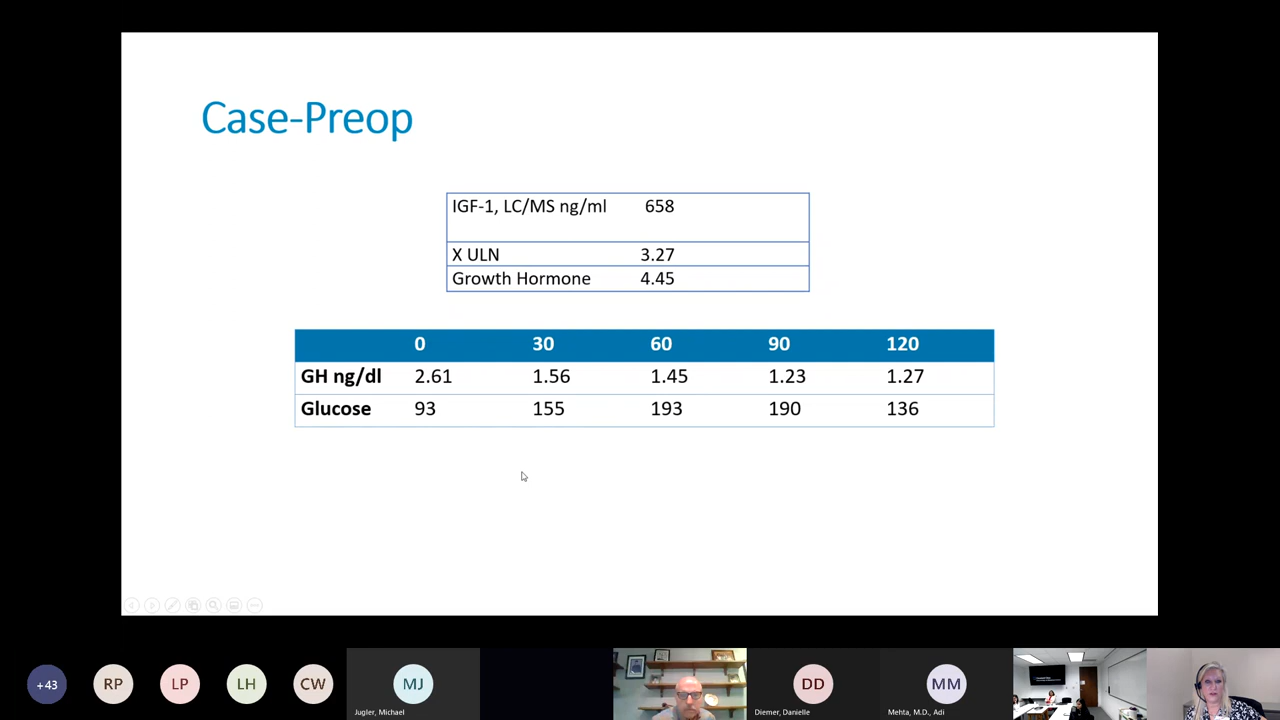 Case-Preop
IGF-1, LC/MS ng/ml 658
X ULN 3.27
Growth Hormone 4.45
0 30 60 90 120
GH ng/dl 2.61 1.56 1.45 1.23 1.27
Glucose 93 155 193 190 136
+43 RP LP LH CW MJ DD MM
Jugler, Michael Diemer, Danielle Mehta, M.D., Adi